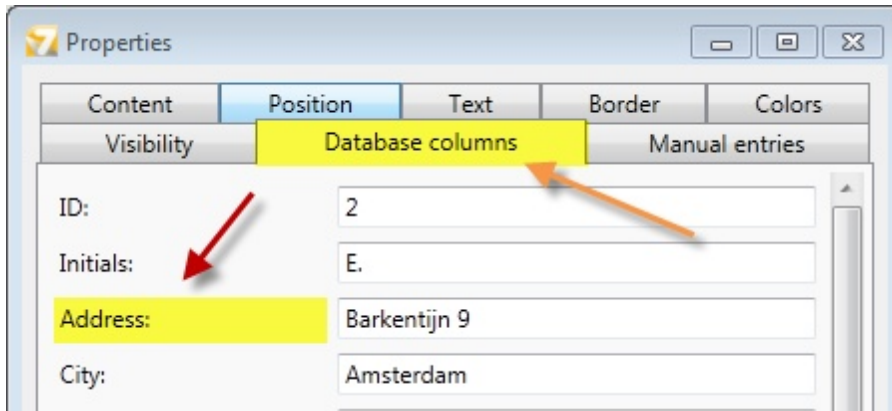 Properties
Content Position Text Border Colors
Visibility Database columns Manual entries
ID: 2
Initials: E.
Address: Barkentijn 9
City: Amsterdam